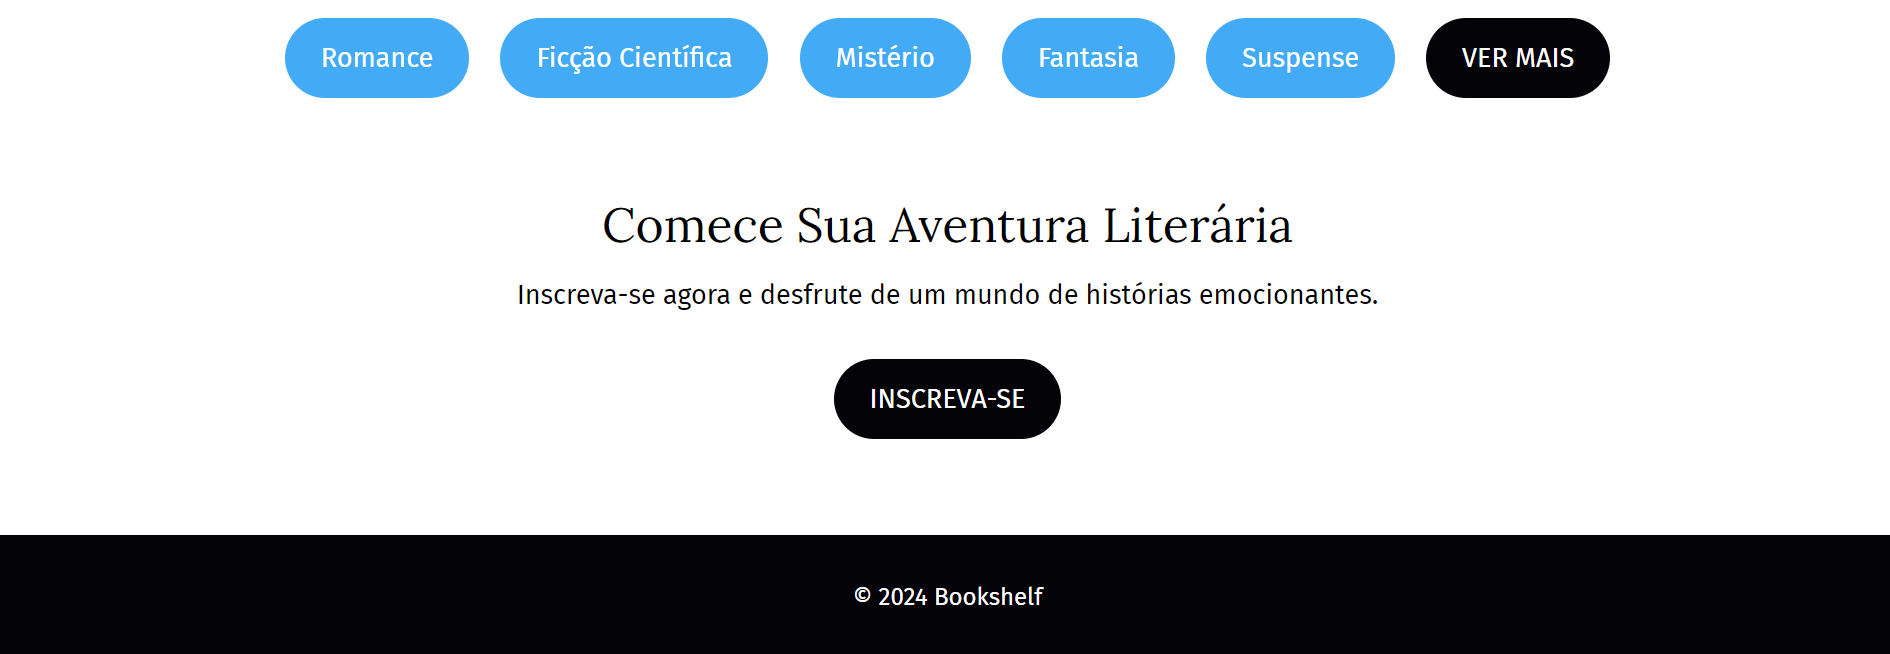 Romance Ficção Científica Mistério Fantasia Suspense VER MAIS
Comece Sua Aventura Literária
Inscreva-se agora e desfrute de um mundo de histórias emocionantes.
INSCREVA-SE
© 2024 Bookshelf